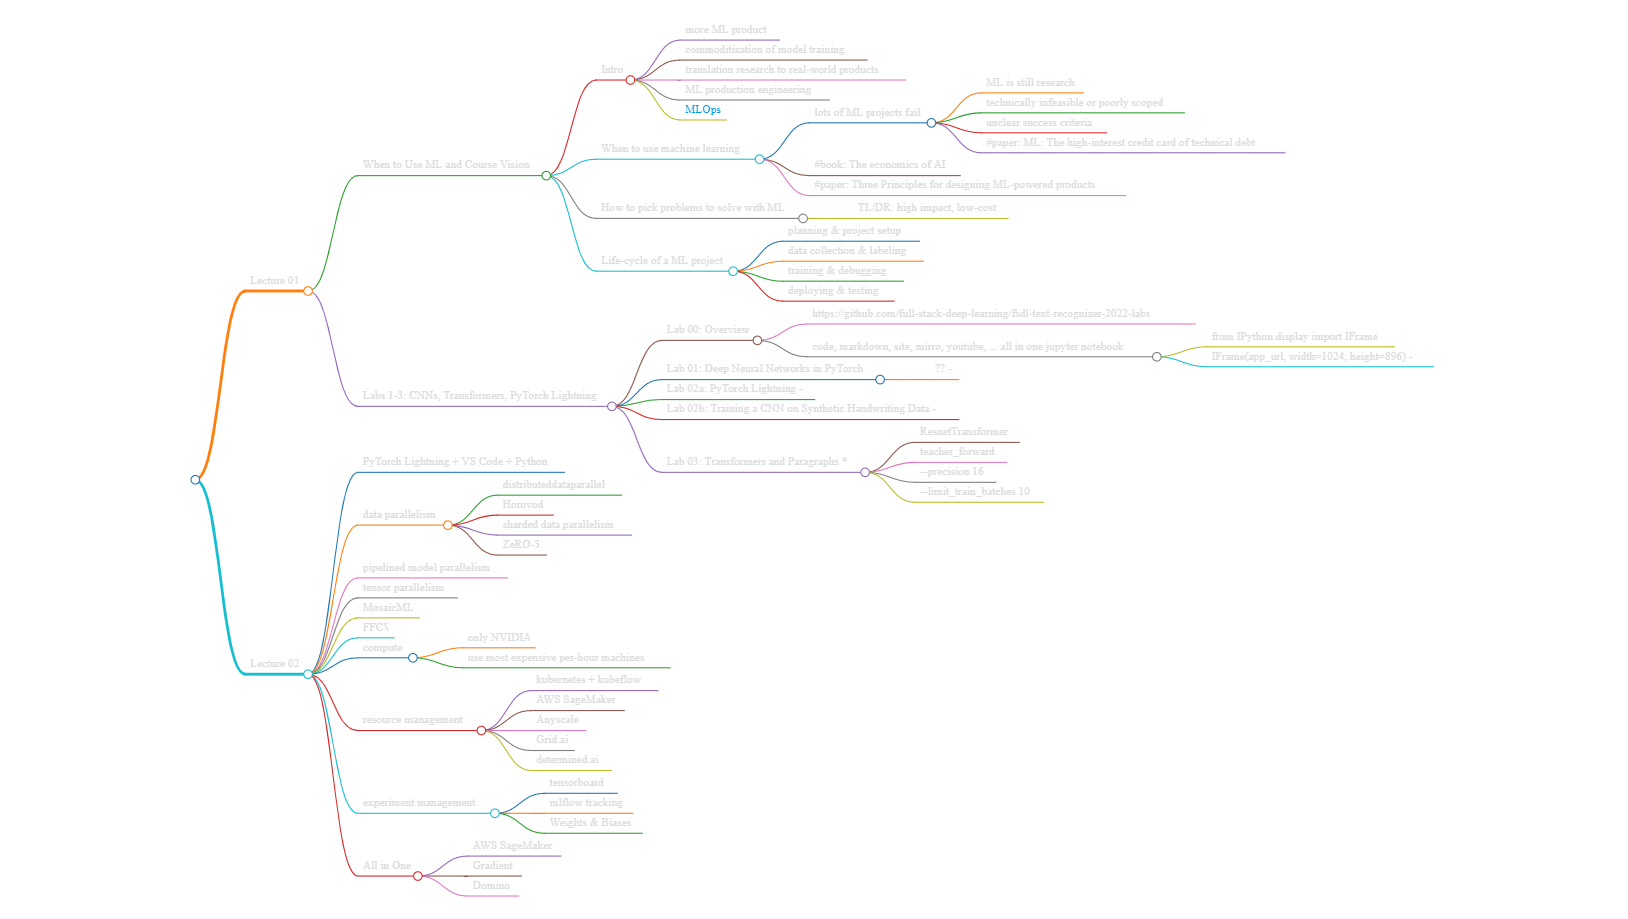 Lecture 01
When to Use ML and Course Vision
Intro
more ML product
commoditization of model training
translation research to real-world products
ML production engineering
MLOps
When to use machine learning
lots of ML projects fail
ML is still research
technically infeasible or poorly scoped
unclear success criteria
#paper: ML: The high-interest credit card of technical debt
#book: The economics of AI
#paper: Three Principles for designing ML-powered products
How to pick problems to solve with ML
TL/DR: high impact, low-cost
Life-cycle of a ML project
planning & project setup
data collection & labeling
training & debugging
deploying & testing
Labs 1-3: CNNs, Transformers, PyTorch Lightning
Lab 00: Overview
https://github.com/full-stack-deep-learning/fsdl-text-recognizer-2022-labs
code, markdown, site, mirro, youtube, ... all in one jupyter notebook
from IPython.display import IFrame
IFrame(app_url, width=1024, height=896) -
Lab 01: Deep Neural Networks in PyTorch
?? -
Lab 02a: PyTorch Lightning -
Lab 02b: Training a CNN on Synthetic Handwriting Data -
Lab 03: Transformers and Paragraphs *
ResnetTransformer
teacher_forward
--precision 16
--limit_train_batches 10
Lecture 02
PyTorch Lightning + VS Code + Python
data parallelism
distributeddataparallel
Horovod
sharded data parallelism
ZeRO-3
pipelined model parallelism
tensor parallelism
MosaicML
FFCV
compute
only NVIDIA
use most expensive per-hour machines
resource management
kubernetes + kubeflow
AWS SageMaker
Anyscale
Grid.ai
determined.ai
experiment management
tensorboard
mlflow tracking
Weights & Biases
All in One
AWS SageMaker
Gradient
Domino